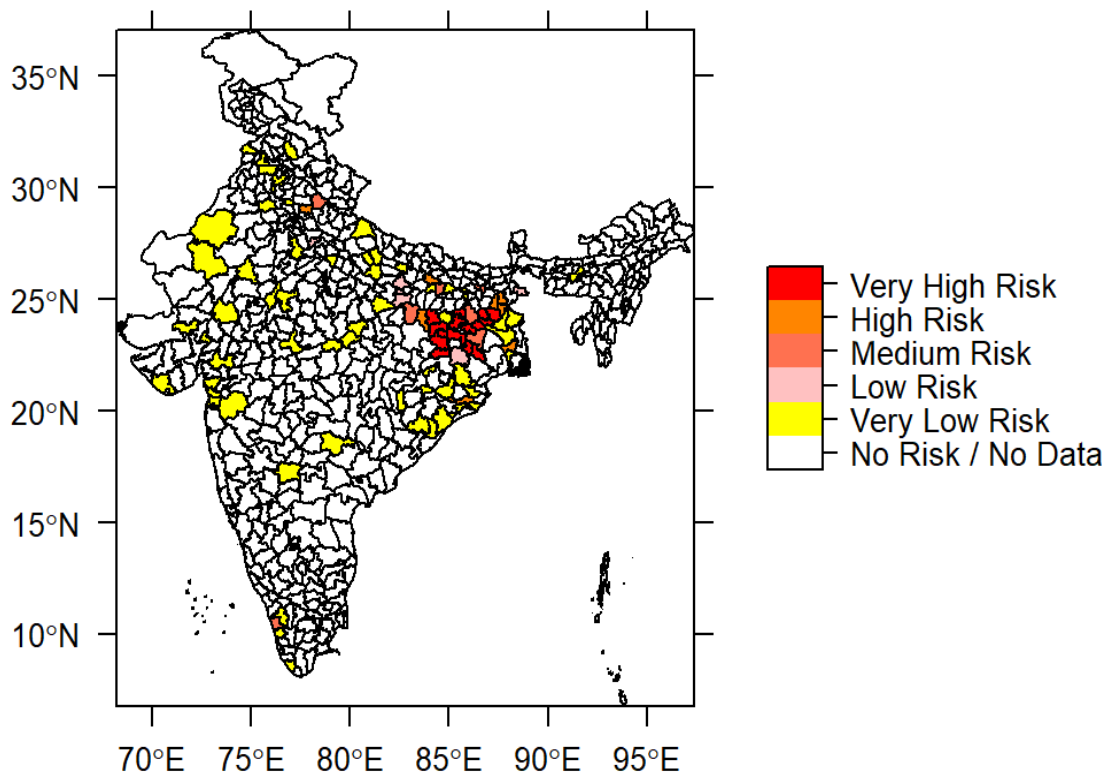 35°N
30°N
25°N
20°N
15°N
10°N
70°E 75°E 80°E 85°E 90°E 95°E
Very High Risk
High Risk
Medium Risk
Low Risk
Very Low Risk
No Risk / No Data